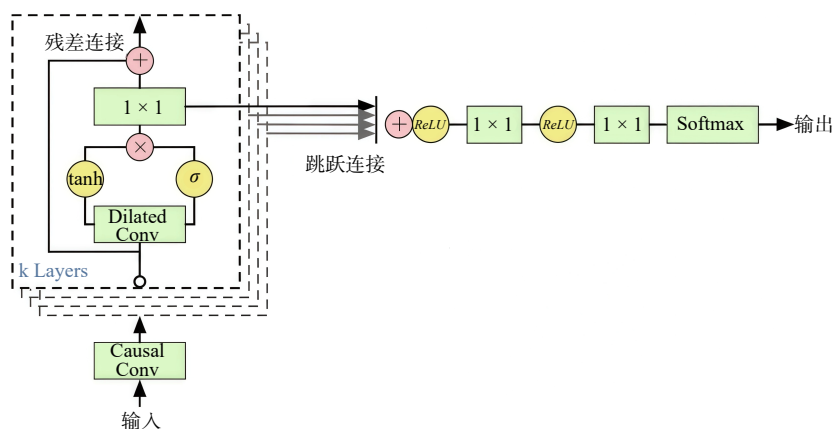 残差连接
+
1 × 1
×
tanh
σ
Dilated
Conv
k Layers
Causal
Conv
输入
跳跃连接
+
ReLU
1 × 1
ReLU
1 × 1
Softmax
输出